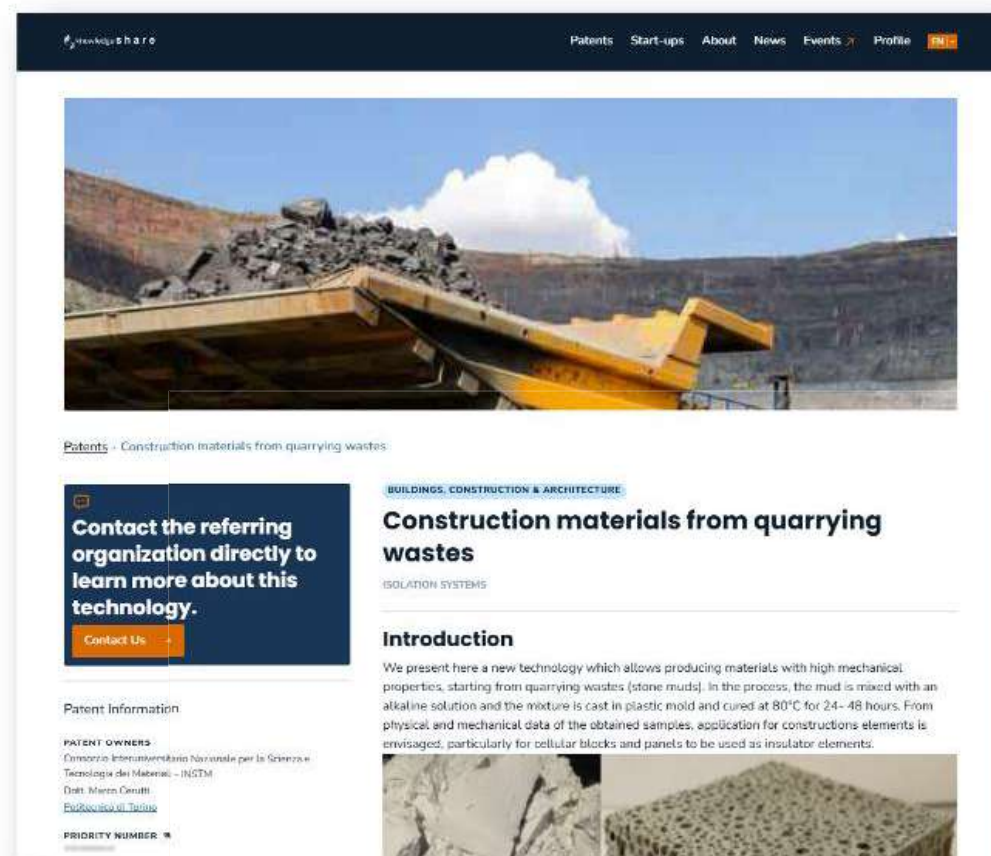 knowledge share
Patents Start-ups About News Events ↗ Profile EN
Patents › Construction materials from quarrying wastes
Contact the referring
organization directly to
learn more about this
technology.
Contact Us →
Patent Information
PATENT OWNERS
Consorzio Interuniversitario Nazionale per la Scienza e
Tecnologia dei Materiali – INSTM
Dott. Marco Cerutti
Politecnico di Torino
PRIORITY NUMBER
BUILDINGS, CONSTRUCTION & ARCHITECTURE
Construction materials from quarrying
wastes
ISOLATION SYSTEMS
Introduction
We present here a new technology which allows producing materials with high mechanical
properties, starting from quarrying wastes (stone muds). In the process, the mud is mixed with an
alkaline solution and the mixture is cast in plastic mold and cured at 80°C for 24- 48 hours. From
physical and mechanical data of the obtained samples, application for constructions elements is
envisaged, particularly for cellular blocks and panels to be used as insulator elements.